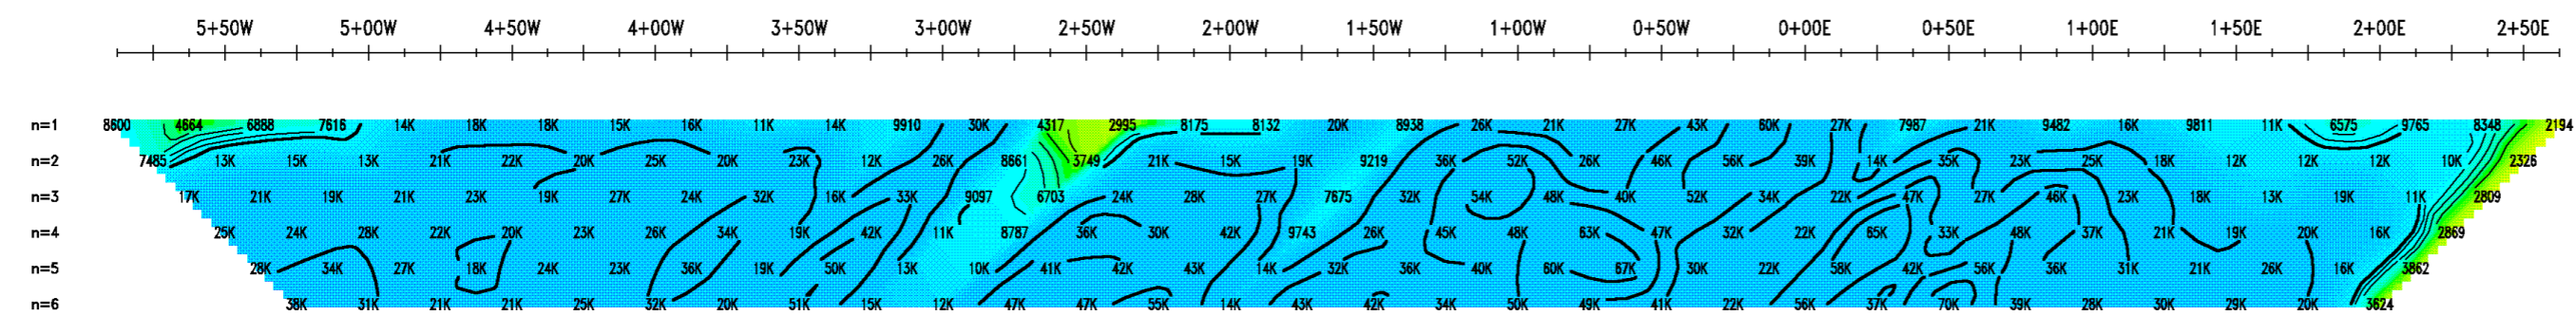 5+50W 5+00W 4+50W 4+00W 3+50W 3+00W 2+50W 2+00W 1+50W 1+00W 0+50W 0+00E 0+50E 1+00E 1+50E 2+00E 2+50E
n=1 8600 4664 6888 7616 14K 18K 18K 15K 16K 11K 14K 9910 30K 4317 2995 8175 8132 20K 8938 26K 21K 27K 43K 60K 27K 7987 21K 9482 16K 9811 11K 6575 9765 8348 2194
n=2 7485 13K 15K 13K 21K 22K 20K 25K 20K 23K 12K 26K 8861 3749 21K 15K 19K 9219 36K 52K 26K 46K 56K 39K 14K 35K 23K 25K 18K 12K 12K 12K 10K 2326
n=3 17K 21K 19K 21K 23K 19K 27K 24K 32K 16K 33K 9097 6703 24K 28K 27K 7675 32K 54K 48K 40K 52K 34K 22K 47K 27K 46K 23K 18K 13K 19K 11K 2809
n=4 25K 24K 28K 22K 20K 23K 26K 34K 19K 42K 11K 8787 36K 30K 42K 9743 26K 45K 48K 63K 47K 32K 22K 65K 33K 48K 37K 21K 19K 20K 16K 2869
n=5 28K 34K 27K 18K 24K 23K 36K 19K 50K 13K 10K 41K 42K 43K 14K 32K 36K 40K 60K 67K 30K 22K 58K 42K 56K 36K 31K 21K 26K 16K 3862
n=6 38K 31K 21K 21K 25K 32K 20K 51K 15K 12K 47K 47K 55K 14K 43K 42K 34K 50K 49K 41K 22K 56K 37K 70K 39K 28K 30K 29K 20K 3624